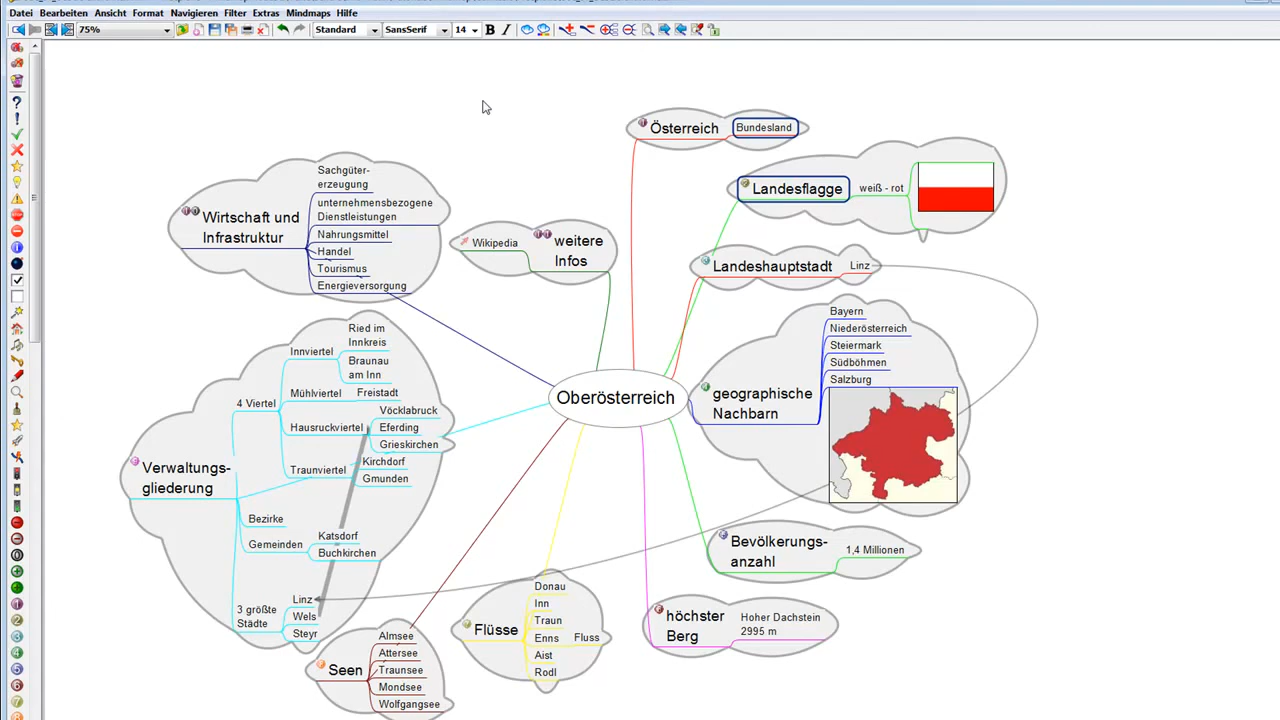 Datei Bearbeiten Ansicht Format Navigieren Filter Extras Mindmaps Hilfe
75% Standard SansSerif 14 B I
Österreich Bundesland
Landesflagge weiß - rot
Landeshauptstadt Linz
geographische
Nachbarn
Bayern
Niederösterreich
Steiermark
Südböhmen
Salzburg
Bevölkerungs-
anzahl
1,4 Millionen
höchster
Berg
Hoher Dachstein
2995 m
Oberösterreich
weitere
Infos
Wikipedia
Wirtschaft und
Infrastruktur
Sachgüter-
erzeugung
unternehmensbezogene
Dienstleistungen
Nahrungsmittel
Handel
Tourismus
Energieversorgung
Verwaltungs-
gliederung
4 Viertel
Innviertel
Ried im
Innkreis
Braunau
am Inn
Mühlviertel
Freistadt
Hausruckviertel
Vöcklabruck
Eferding
Grieskirchen
Traunviertel
Kirchdorf
Gmunden
Bezirke
Gemeinden
Katsdorf
Buchkirchen
3 größte
Städte
Linz
Wels
Steyr
Seen
Almsee
Attersee
Traunsee
Mondsee
Wolfgangsee
Flüsse
Donau
Inn
Traun
Enns Fluss
Aist
Rodl